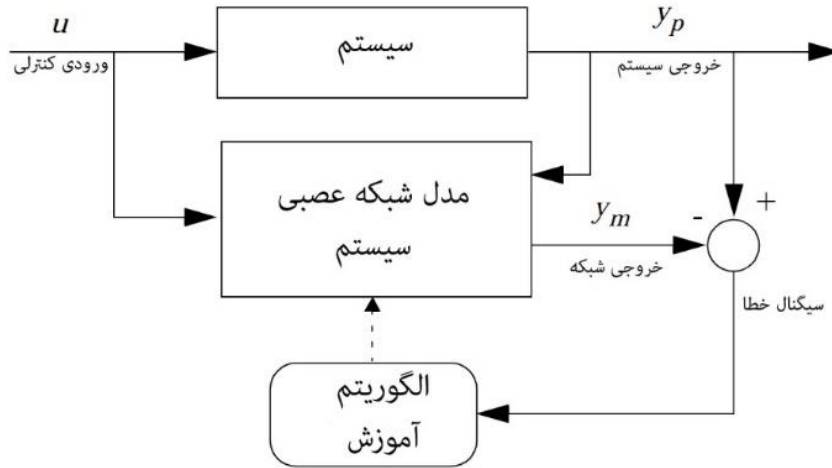 u
ورودی کنترلی
سیستم
y_p
خروجی سیستم
مدل شبکه عصبی
سیستم
y_m
خروجی شبکه
-
+
سیگنال خطا
الگوریتم
آموزش